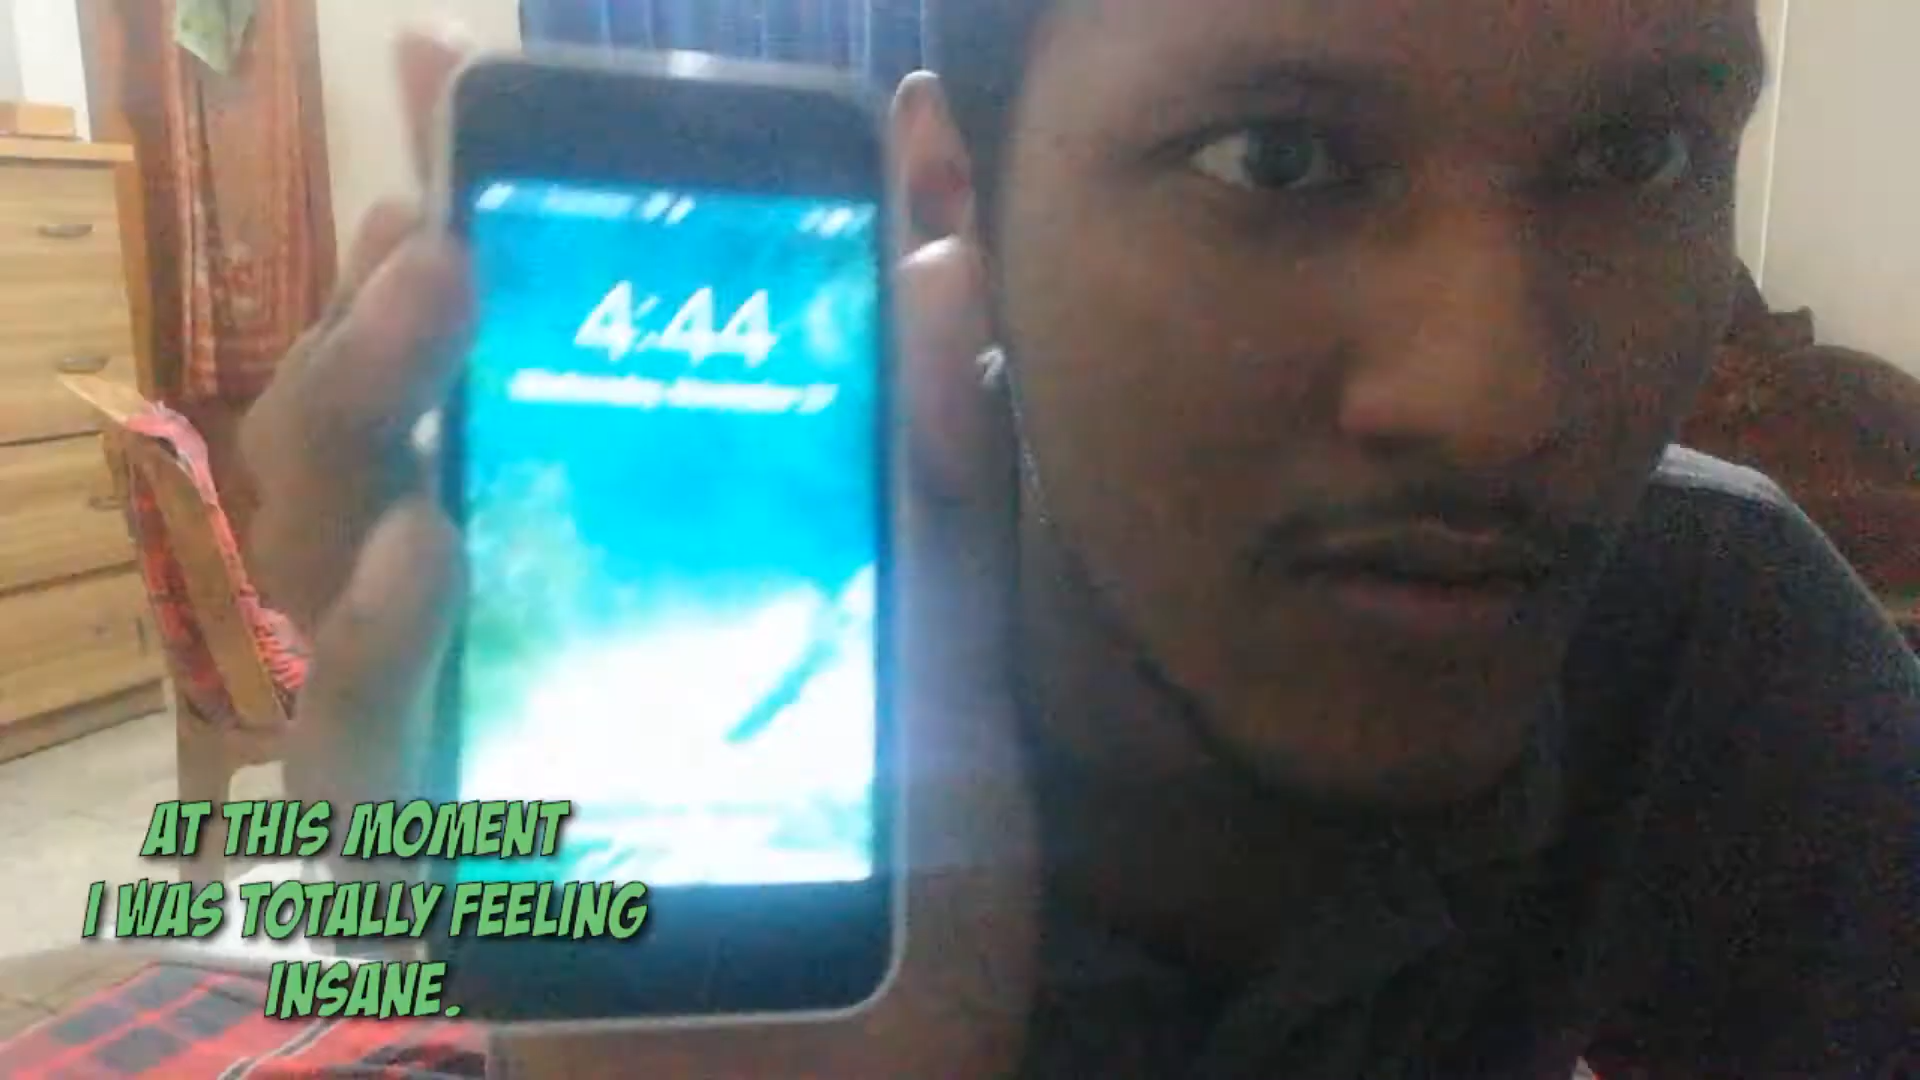 4:44
AT THIS MOMENT
I WAS TOTALLY FEELING
INSANE.